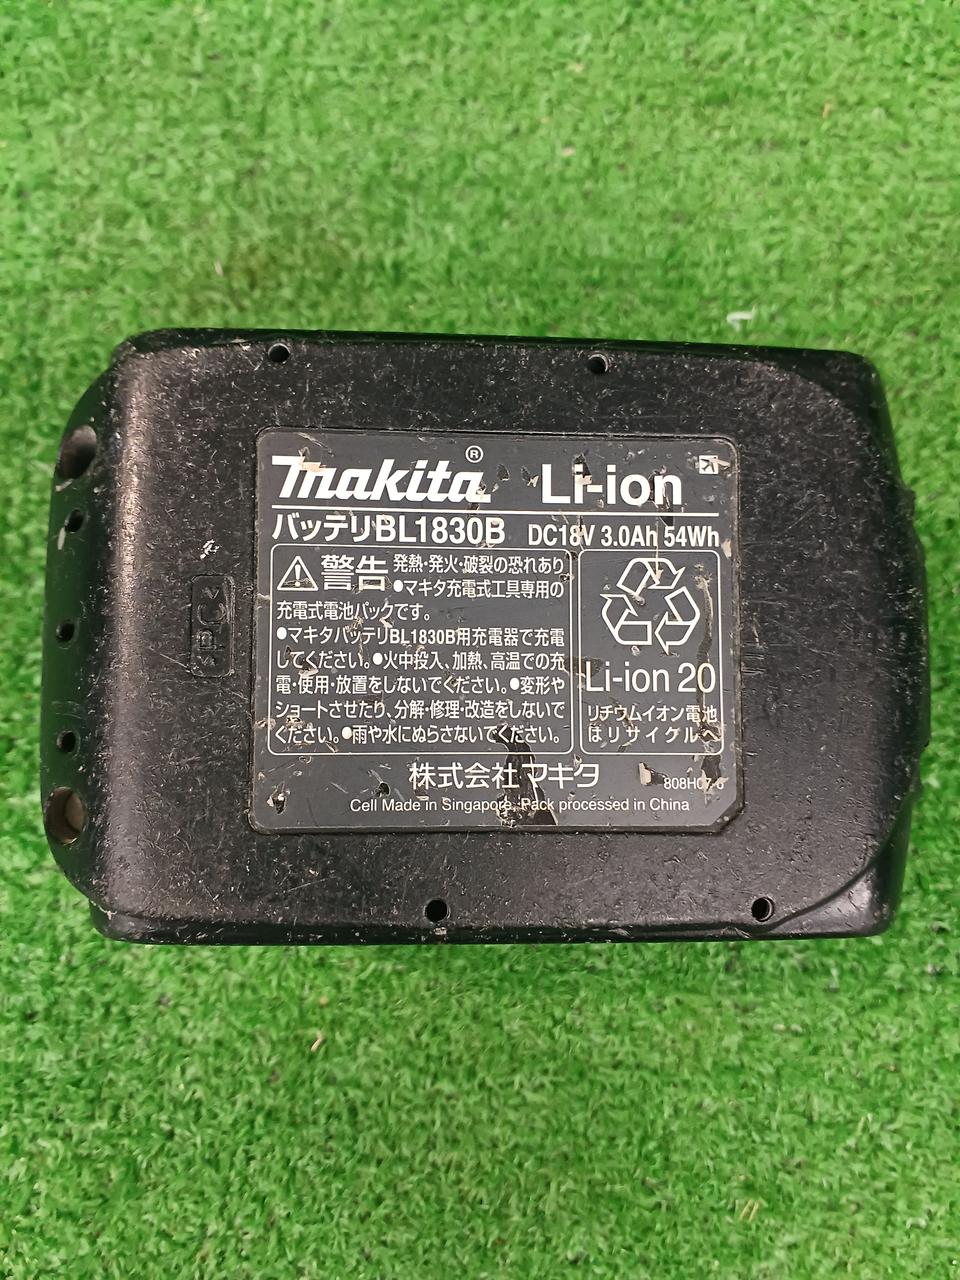 makita® Li-ion
バッテリBL1830B DC18V 3.0Ah 54Wh
警告 発熱・発火・破裂の恐れあり
●マキタ充電式工具専用の
充電式電池パックです。
●マキタバッテリBL1830B用充電器で充電
してください。●火中投入、加熱、高温での充
電・使用・放置をしないでください。●変形や
ショートさせたり、分解・修理・改造をしないで
ください。●雨や水にぬらさないでください。
Li-ion 20
リチウムイオン電池
はリサイクルへ
株式会社マキタ 808H07-6
Cell Made in Singapore, Pack processed in China
>PC<